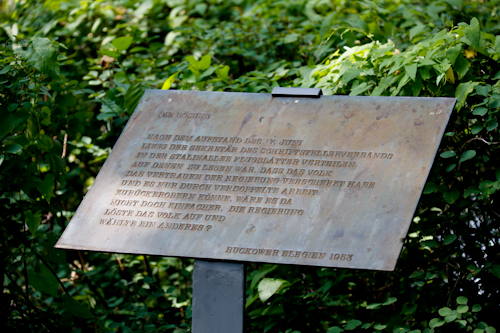 DIE LÖSUNG
NACH DEM AUFSTAND DES 17. JUNI
LIESS DER SEKRETÄR DES SCHRIFTSTELLERVERBANDS
IN DER STALINALLEE FLUGBLÄTTER VERTEILEN
AUF DENEN ZU LESEN WAR, DASS DAS VOLK
DAS VERTRAUEN DER REGIERUNG VERSCHERZT HABE
UND ES NUR DURCH VERDOPPELTE ARBEIT
ZURÜCKEROBERN KÖNNE. WÄRE ES DA
NICHT DOCH EINFACHER, DIE REGIERUNG
LÖSTE DAS VOLK AUF UND
WÄHLTE EIN ANDERES?
BUCKOWER ELEGIEN 1953